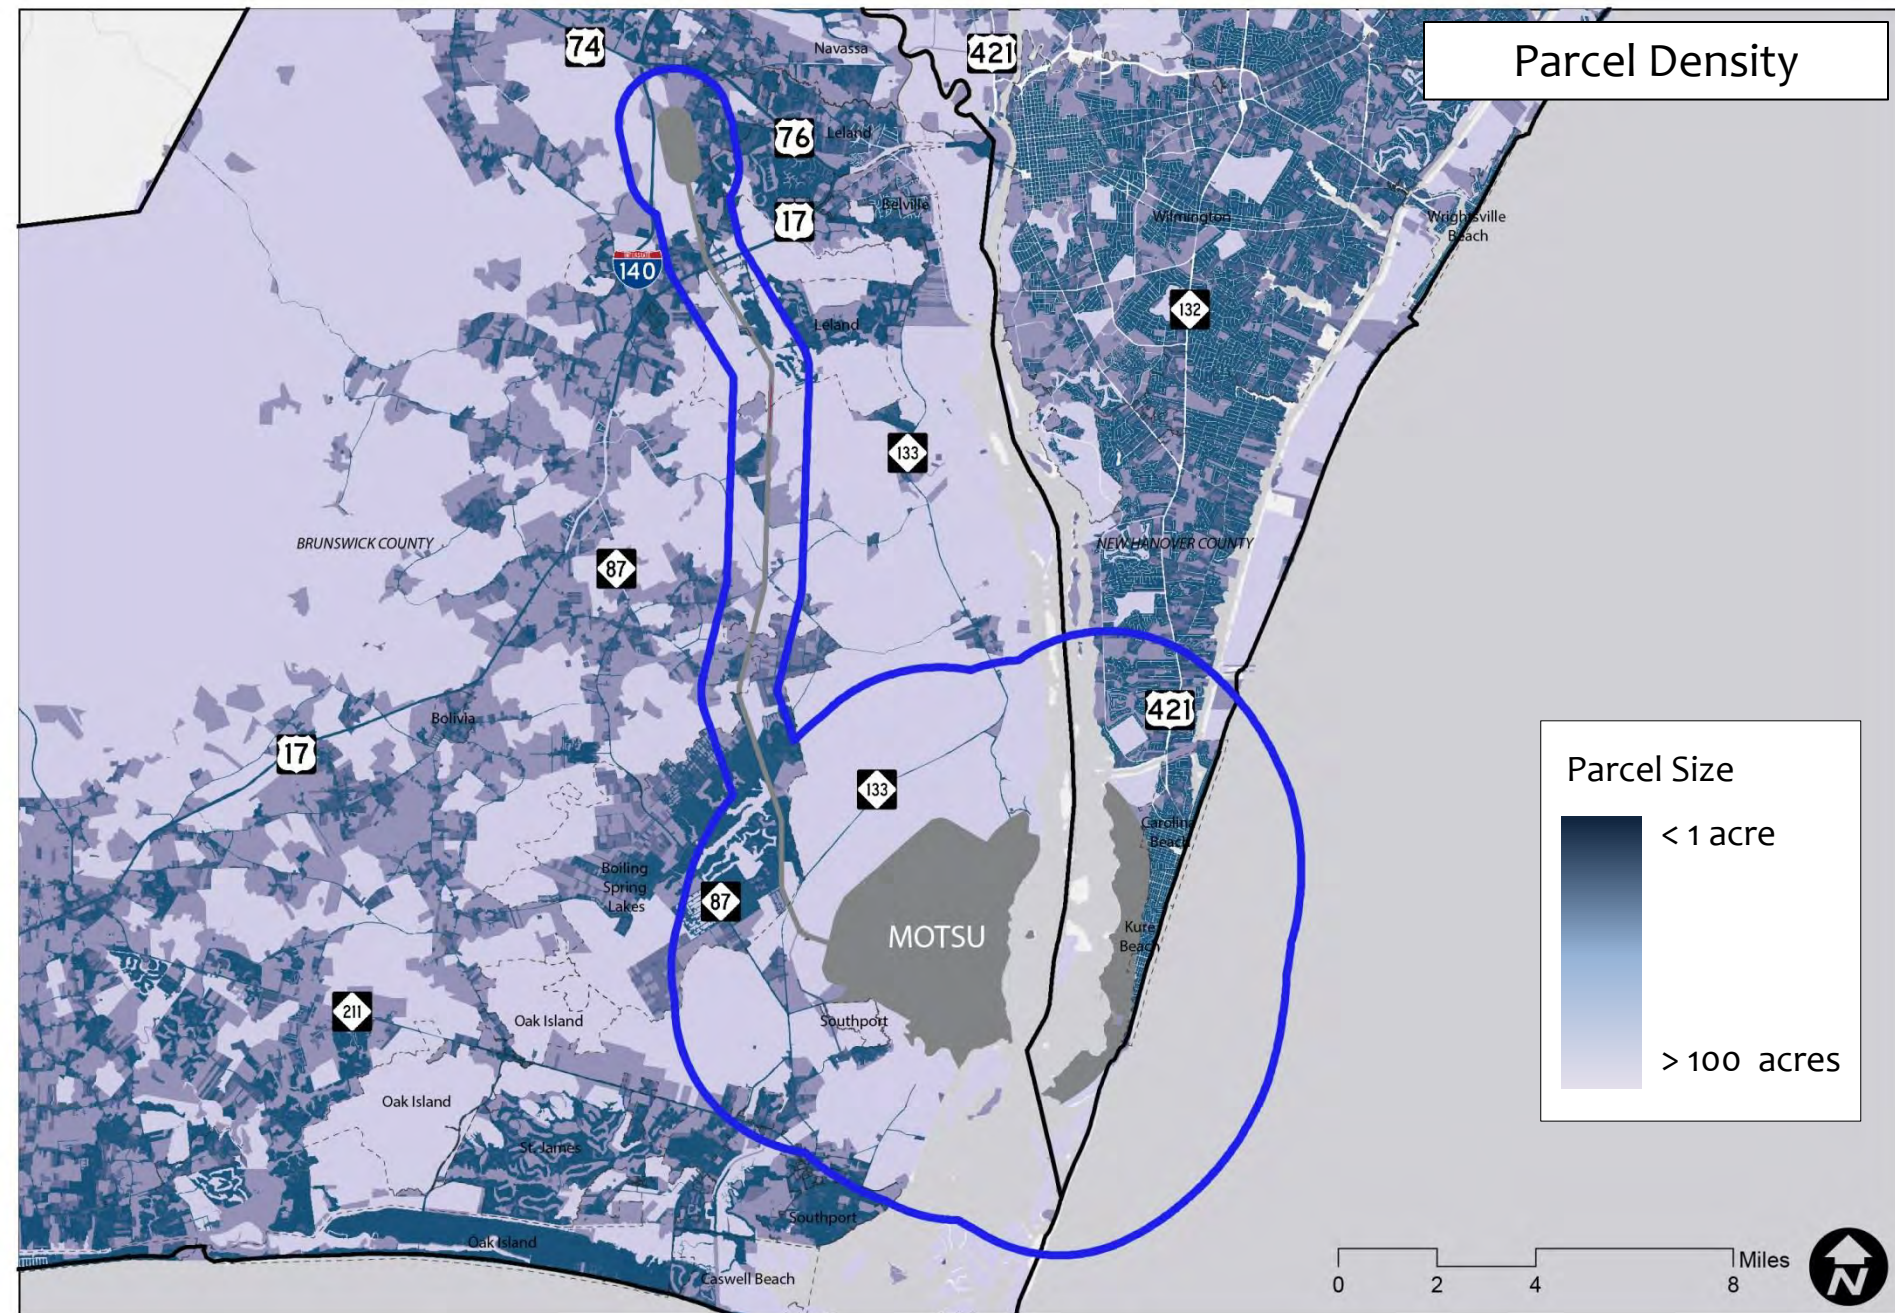 Parcel Density
74
Navassa
421
76
Leland
17
Belville
Wilmington
Wrightsville
Beach
INTERSTATE
140
132
Leland
133
BRUNSWICK COUNTY
NEW HANOVER COUNTY
87
421
Bolivia
17
133
Carolina
Beach
Boiling
Spring
Lakes
87
MOTSU
Kure
Beach
211
Oak Island
Southport
Oak Island
St. James
Southport
Oak Island
Caswell Beach
Parcel Size
< 1 acre
> 100 acres
Miles
0 2 4 8
N